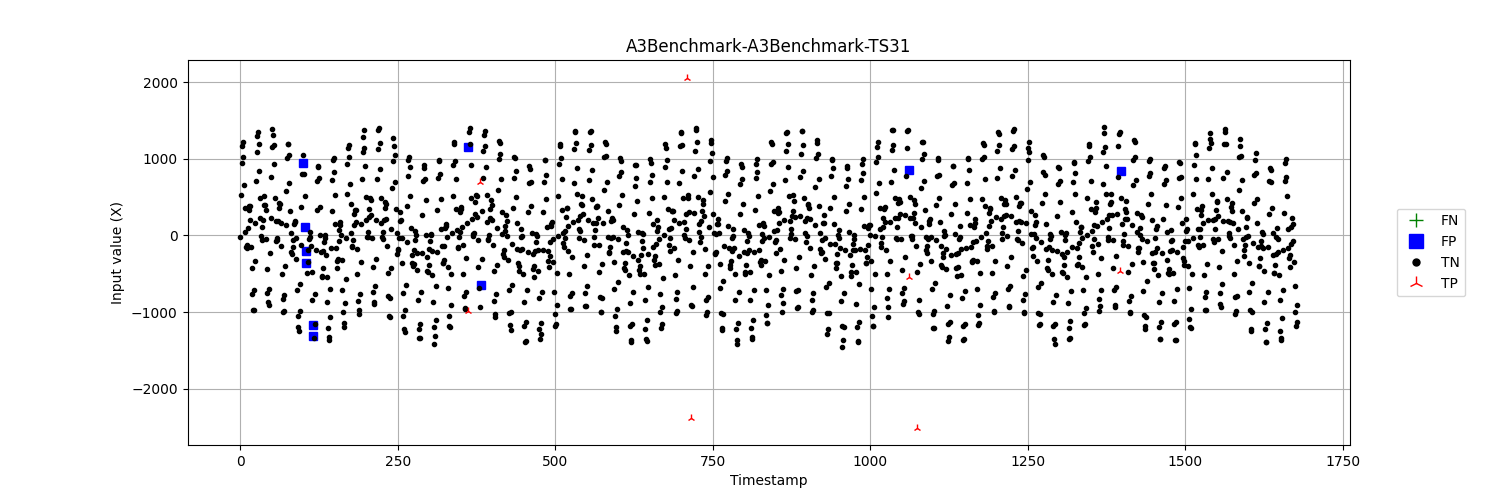 A3Benchmark-A3Benchmark-TS31
Input value (X)
2000
1000
0
−1000
−2000
0 250 500 750 1000 1250 1500 1750
Timestamp
FN
FP
TN
TP